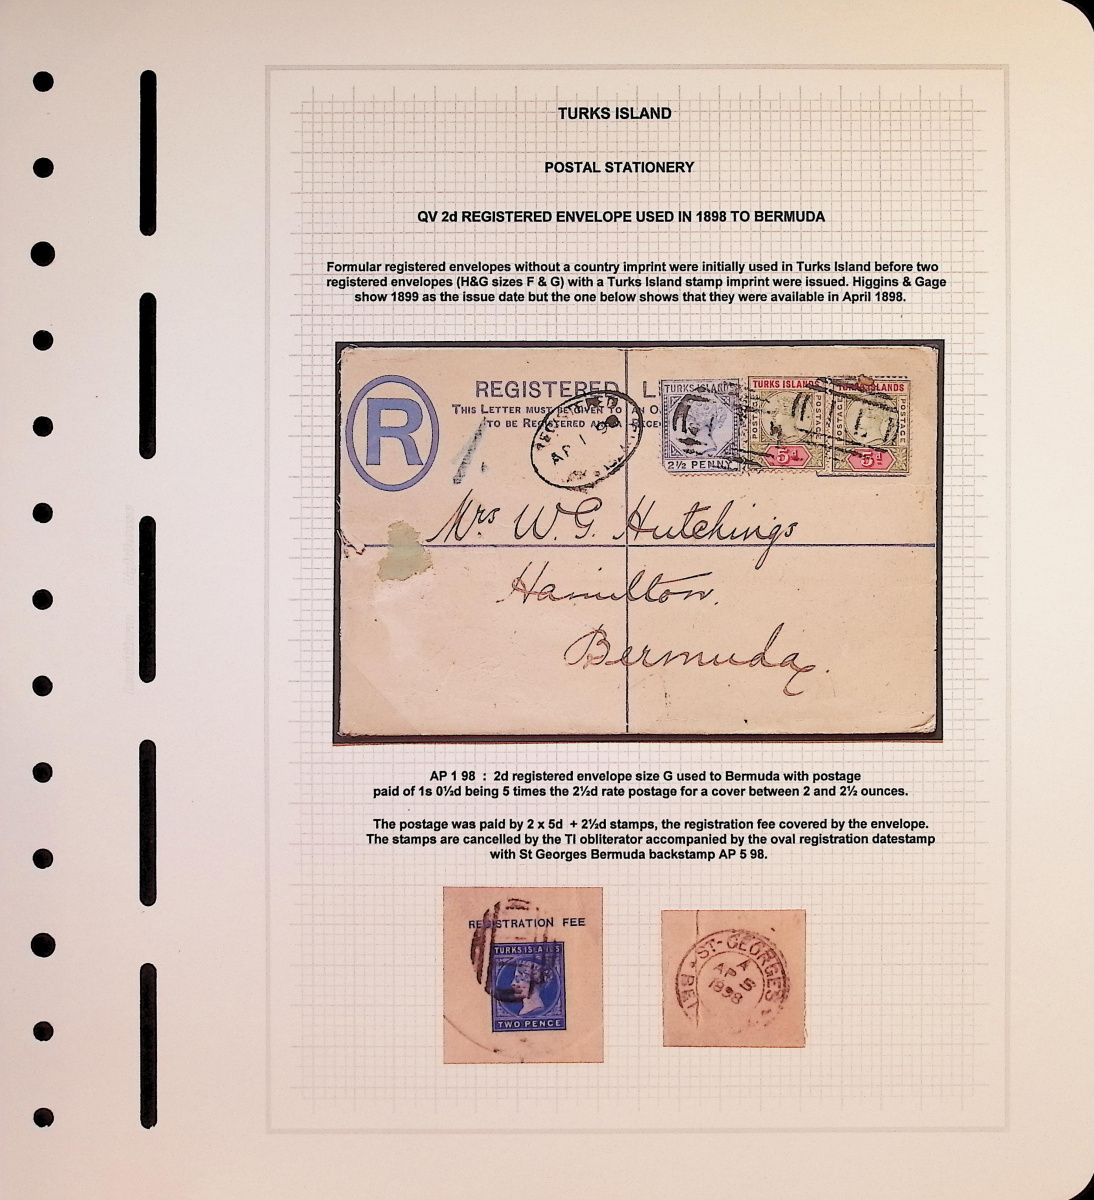 TURKS ISLAND
POSTAL STATIONERY
QV 2d REGISTERED ENVELOPE USED IN 1898 TO BERMUDA
Formular registered envelopes without a country imprint were initially used in Turks Island before two
registered envelopes (H&G sizes F & G) with a Turks Island stamp imprint were issued. Higgins & Gage
show 1899 as the issue date but the one below shows that they were available in April 1898.
R
REGISTERED L
THIS LETTER MUST BE GIVEN TO AN O
TO BE REGISTERED AND A RECE
REGISTERED
AP 1 98
TURKS ISLANDS
2½ PENNY
TURKS ISLANDS
POSTAGE
POSTAGE
5d
TURKS ISLANDS
POSTAGE
POSTAGE
5d
Mrs W. G. Hutchings
Hamilton.
Bermuda.
AP 1 98 : 2d registered envelope size G used to Bermuda with postage
paid of 1s 0½d being 5 times the 2½d rate postage for a cover between 2 and 2½ ounces.
The postage was paid by 2 x 5d + 2½d stamps, the registration fee covered by the envelope.
The stamps are cancelled by the TI obliterator accompanied by the oval registration datestamp
with St Georges Bermuda backstamp AP 5 98.
REGISTRATION FEE
TURKS ISLANDS
TWO PENCE
ST-GEORGES
A
AP 5
1898
BE